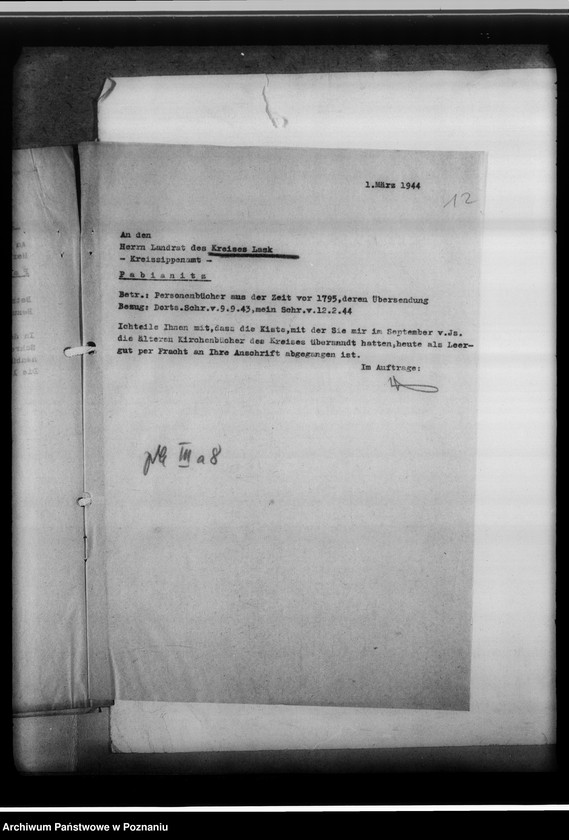 1.März 1944
12
An den
Herrn Landrat des Kreises Lask
- Kreissippenamt -
Pabianitz
Betr.: Personenbücher aus der Zeit vor 1795,deren Übersendung
Bezug: Dorts.Schr.v.9.9.43,mein Schr.v.12.2.44
Ichteile Ihnen mit,dass die Kiste,mit der Sie mir im September v.Js.
die älteren Kirchenbücher des Kreises übersandt hatten,heute als Leer-
gut per Fracht an Ihre Anschrift abgegangen ist.
Im Auftrage:
III a 8
Archiwum Państwowe w Poznaniu